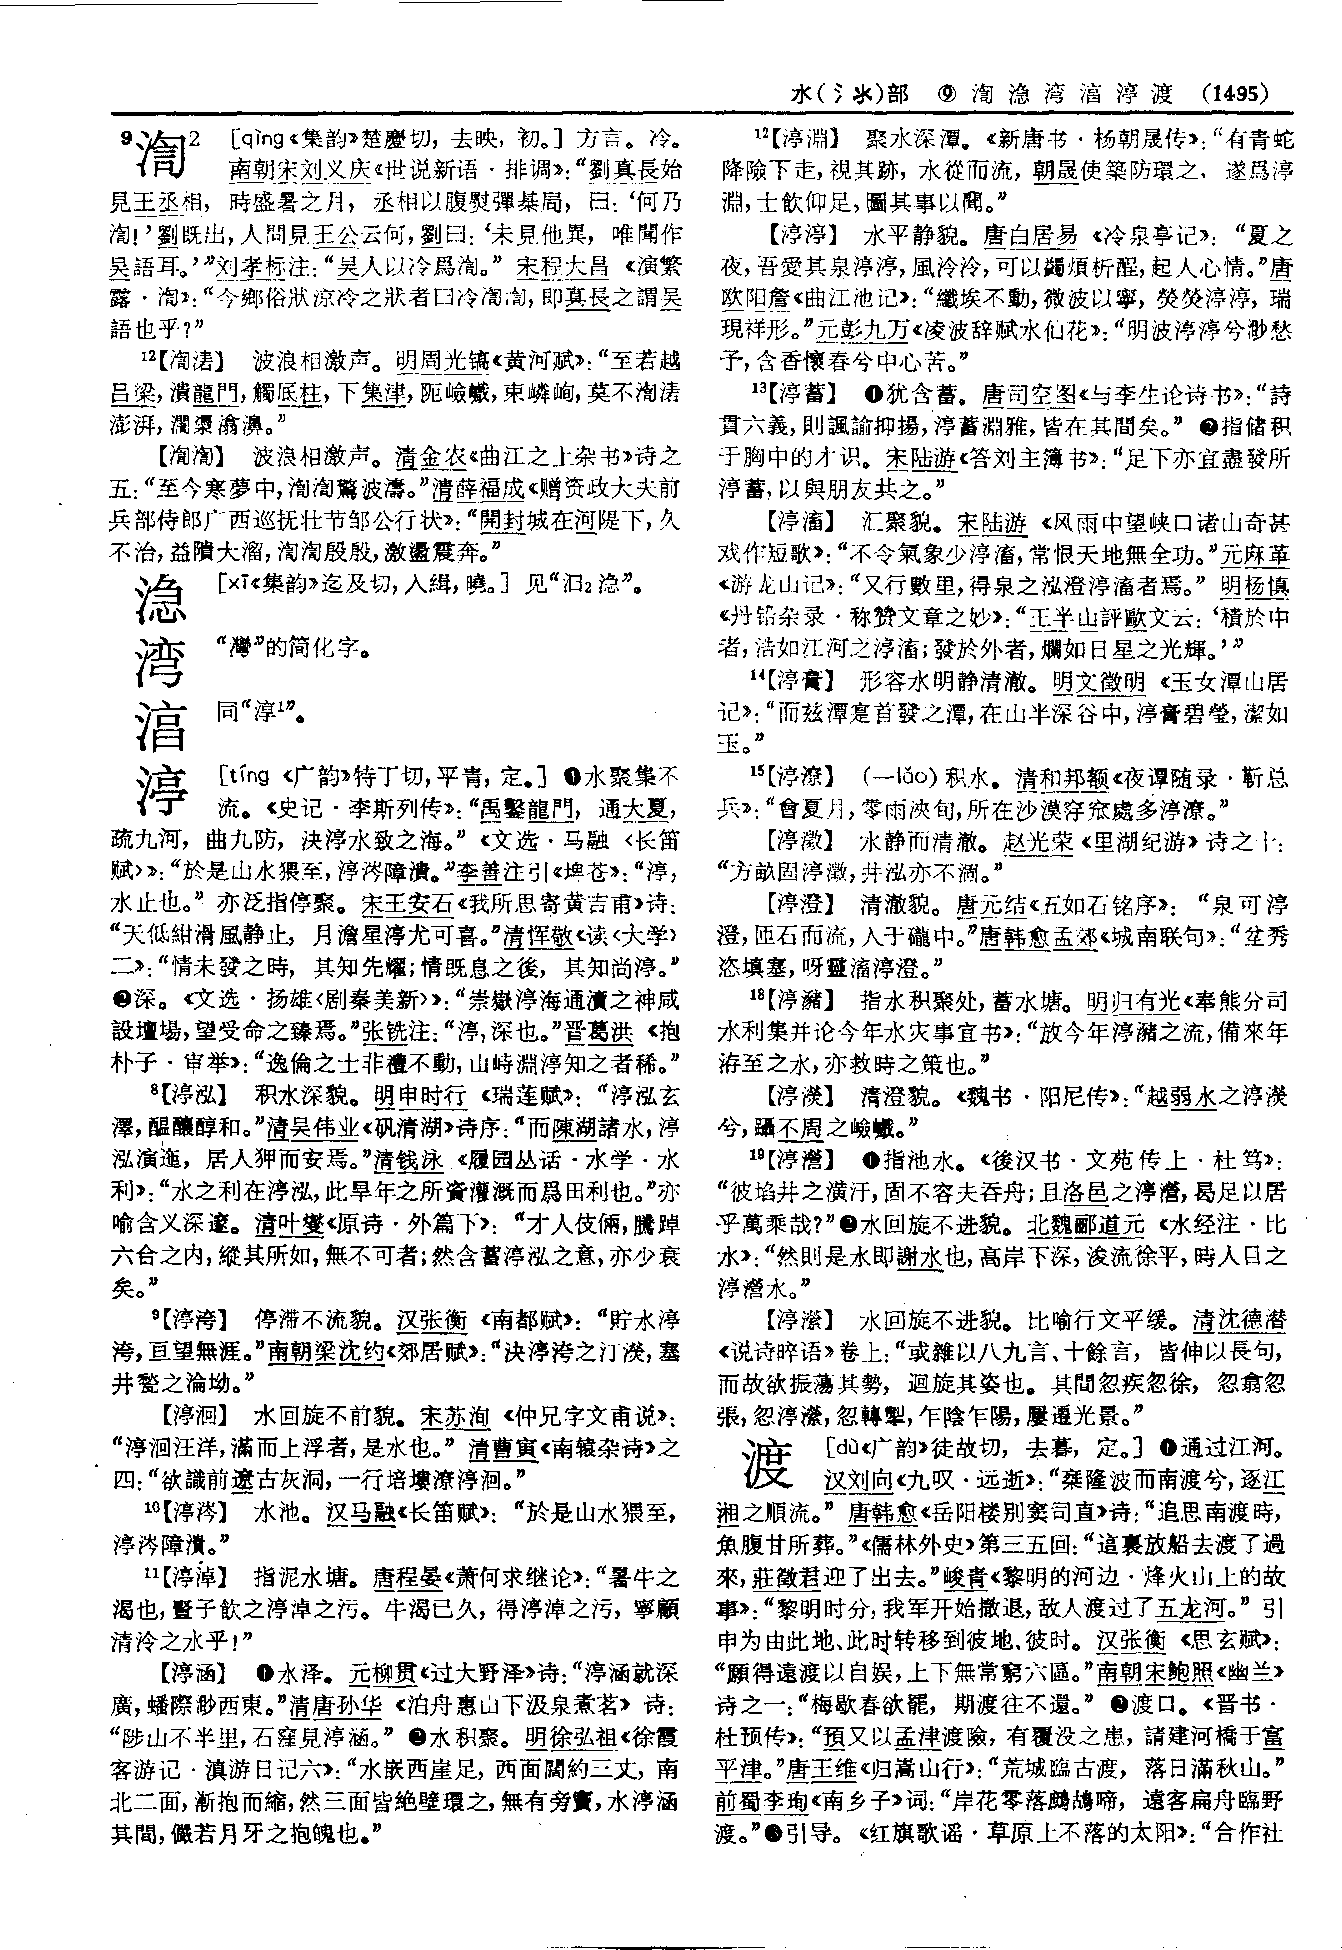 水(氵氺)部 ⑨ 渹 㴔 湾 湻 渟 渡 (1495)
9渹2 [qìng《集韵》楚慶切，去映，初。] 方言。冷。
南朝宋刘义庆《世说新语·排调》：“劉真長始
見王丞相， 時盛暑之月， 丞相以腹熨彈棊局， 曰：‘何乃
渹！’劉既出，人問見王公云何，劉曰：‘未見他異， 唯聞作
吴語耳。’”刘孝标注：“吴人以冷爲渹。” 宋程大昌《演繁
露·渹》：“今鄉俗狀涼冷之狀者曰冷渹渹，即真長之謂吴
語也乎？”
12【渹湱】 波浪相激声。明周光镐《黄河赋》：“至若越
吕梁，潰龍門，觸底柱，下集津，阨嶮巇，束嶙峋，莫不渹湱
澎湃，瀾瀠滃濞。”
【渹渹】 波浪相激声。清金农《曲江之上杂书》诗之
五：“至今寒夢中，渹渹驚波濤。”清薛福成《赠资政大夫前
兵部侍郎广西巡抚壮节邹公行状》：“開封城在河隄下，久
不治，益隤大溜，渹渹殷殷，激盪震奔。”
㴔 [xī《集韵》迄及切，入緝，曉。] 见“汩2㴔”。
湾 “灣”的简化字。
湻 同“淳1”。
渟 [tíng《广韵》特丁切，平青，定。] ❶水聚集不
流。《史记·李斯列传》：“禹鑿龍門， 通大夏，
疏九河， 曲九防， 決渟水致之海。”《文选·马融〈长笛
赋〉》：“於是山水猥至，渟涔障潰。”李善注引《埤苍》：“渟，
水止也。” 亦泛指停聚。宋王安石《我所思寄黄吉甫》诗：
“天低紺滑風静止， 月澹星渟尤可喜。”清恽敬《读〈大学〉
二》：“情未發之時， 其知先耀；情既息之後， 其知尚渟。”
❷深。《文选·扬雄〈剧秦美新〉》：“崇嶽渟海通瀆之神咸
設壇場，望受命之臻焉。”张铣注：“渟，深也。”晋葛洪《抱
朴子·审举》：“逸倫之士非禮不動，山峙淵渟知之者稀。”
8【渟泓】 积水深貌。明申时行《瑞莲赋》：“渟泓玄
澤，醖釀醇和。”清吴伟业《矾清湖》诗序：“而陳湖諸水，渟
泓演迤， 居人狎而安焉。”清钱泳《履园丛话·水学·水
利》：“水之利在渟泓，此旱年之所資灌溉而爲田利也。”亦
喻含义深邃。清叶燮《原诗·外篇下》：“才人伎倆，騰踔
六合之内，縱其所如，無不可者；然含蓄渟泓之意，亦少衰
矣。”
9【渟洿】 停滞不流貌。汉张衡《南都赋》：“貯水渟
洿，亘望無涯。”南朝梁沈约《郊居赋》：“決渟洿之汀濙，塞
井甃之淪坳。”
【渟洄】 水回旋不前貌。宋苏洵《仲兄字文甫说》：
“渟洄汪洋，滿而上浮者，是水也。” 清曹寅《南辕杂诗》之
四：“欲識前遼古灰洞，一行培塿潦渟洄。”
10【渟涔】 水池。汉马融《长笛赋》：“於是山水猥至，
渟涔障潰。”
11【渟淖】 指泥水塘。唐程晏《萧何求继论》：“暑牛之
渴也，豎子飲之渟淖之污。牛渴已久，得渟淖之污，寧顧
清泠之水乎！”
【渟涵】 ❶水泽。元柳贯《过大野泽》诗：“渟涵就深
廣，蟠際渺西東。”清唐孙华《泊舟惠山下汲泉煮茗》诗：
“陟山不半里，石窪見渟涵。” ❷水积聚。明徐弘祖《徐霞
客游记·滇游日记六》：“水嵌西崖足，西面闊約三丈，南
北二面，漸抱而縮，然三面皆絶壁環之，無有旁竇，水渟涵
其間，儼若月牙之抱魄也。”
12【渟淵】 聚水深潭。《新唐书·杨朝晟传》：“有青蛇
降險下走，視其跡，水從而流，朝晟使築防環之， 遂爲渟
淵，士飲仰足，圖其事以聞。”
【渟渟】 水平静貌。唐白居易《冷泉亭记》：“夏之
夜，吾愛其泉渟渟，風泠泠，可以蠲煩析酲，起人心情。”唐
欧阳詹《曲江池记》：“纖埃不動，微波以寧，熒熒渟渟，瑞
現祥形。”元彭九万《凌波辞赋水仙花》：“明波渟渟兮渺愁
予，含香懷春兮中心苦。”
13【渟蓄】 ❶犹含蓄。唐司空图《与李生论诗书》：“詩
貫六義，則諷諭抑揚，渟蓄淵雅，皆在其間矣。” ❷指储积
于胸中的才识。宋陆游《答刘主簿书》：“足下亦宜盡發所
渟蓄，以與朋友共之。”
【渟滀】 汇聚貌。宋陆游《风雨中望峡口诸山奇甚
戏作短歌》：“不令氣象少渟滀，常恨天地無全功。”元麻革
《游龙山记》：“又行數里，得泉之泓澄渟滀者焉。” 明杨慎
《丹铅杂录·称赞文章之妙》：“王半山評歐文云：‘積於中
者，浩如江河之渟滀；發於外者，爛如日星之光輝。’”
14【渟膏】 形容水明静清澈。明文徵明《玉女潭山居
记》：“而兹潭寔首發之潭，在山半深谷中，渟膏碧瑩，潔如
玉。”
15【渟潦】 (—lǎo) 积水。清和邦额《夜谭随录·靳总
兵》：“會夏月，零雨浹旬，所在沙漠穿窊處多渟潦。”
【渟澂】 水静而清澈。赵光荣《里湖纪游》诗之十：
“方畝固渟澂，井泓亦不涸。”
【渟澄】 清澈貌。唐元结《五如石铭序》：“泉可渟
澄，匝石而流，入于礲中。”唐韩愈孟郊《城南联句》：“坌秀
恣填塞，呀靈滀渟澄。”
18【渟瀦】 指水积聚处，蓄水塘。明归有光《奉熊分司
水利集并论今年水灾事宜书》：“放今年渟瀦之流，備來年
洊至之水，亦救時之策也。”
【渟濙】 清澄貌。《魏书·阳尼传》：“越弱水之渟濙
兮，躡不周之嶮巇。”
19【渟瀯】 ❶指池水。《後汉书·文苑传上·杜笃》：
“彼埳井之潢汙，固不容夫吞舟；且洛邑之渟瀯，曷足以居
乎萬乘哉？”❷水回旋不进貌。北魏郦道元《水经注·比
水》：“然則是水即謝水也，高岸下深，浚流徐平，時人目之
渟瀯水。”
【渟瀠】 水回旋不进貌。比喻行文平缓。清沈德潜
《说诗晬语》卷上：“或雜以八九言、十餘言， 皆伸以長句，
而故欲振蕩其勢， 迴旋其姿也。其間忽疾忽徐， 忽翕忽
張，忽渟瀠，忽轉掣，乍陰乍陽，屢遷光景。”
渡 [dù《广韵》徒故切， 去暮，定。] ❶通过江河。
汉刘向《九叹·远逝》：“櫂隆波而南渡兮，逐江
湘之順流。” 唐韩愈《岳阳楼别窦司直》诗：“追思南渡時，
魚腹甘所葬。”《儒林外史》第三五回：“這裏放船去渡了過
來，莊徵君迎了出去。”峻青《黎明的河边·烽火山上的故
事》：“黎明时分，我军开始撤退，敌人渡过了五龙河。” 引
申为由此地、此时转移到彼地、彼时。汉张衡《思玄赋》：
“願得遠渡以自娱，上下無常窮六區。”南朝宋鲍照《幽兰》
诗之一：“梅歇春欲罷， 期渡往不還。” ❷渡口。《晋书·
杜预传》：“預又以孟津渡險，有覆没之患，請建河橋于富
平津。”唐王维《归嵩山行》：“荒城臨古渡， 落日滿秋山。”
前蜀李珣《南乡子》词：“岸花零落鷓鴣啼， 遠客扁舟臨野
渡。”❸引导。《红旗歌谣·草原上不落的太阳》：“合作社